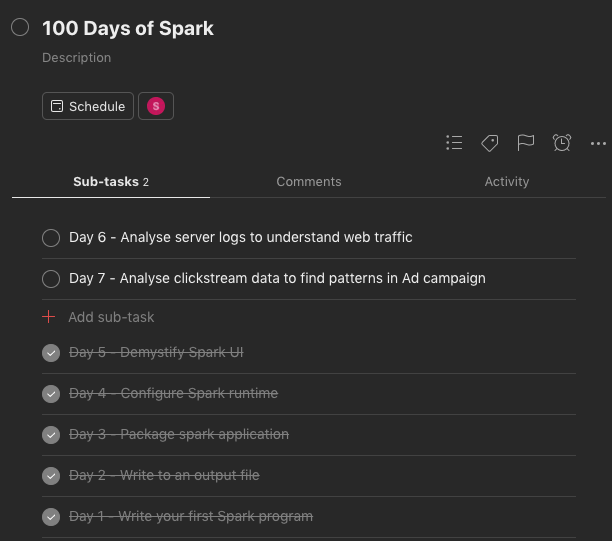 100 Days of Spark
Description
Schedule S
Sub-tasks 2 Comments Activity
Day 6 - Analyse server logs to understand web traffic
Day 7 - Analyse clickstream data to find patterns in Ad campaign
Add sub-task
Day 5 - Demystify Spark UI
Day 4 - Configure Spark runtime
Day 3 - Package spark application
Day 2 - Write to an output file
Day 1 - Write your first Spark program